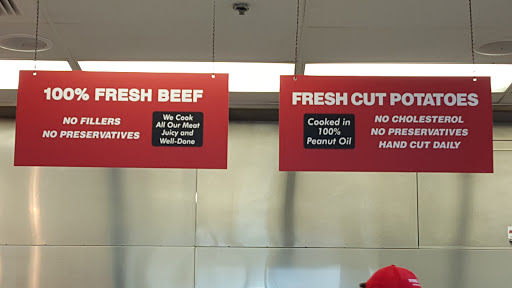 100% FRESH BEEF
NO FILLERS
NO PRESERVATIVES
We Cook
All Our Meat
Juicy and
Well-Done
FRESH CUT POTATOES
Cooked in
100%
Peanut Oil
NO CHOLESTEROL
NO PRESERVATIVES
HAND CUT DAILY